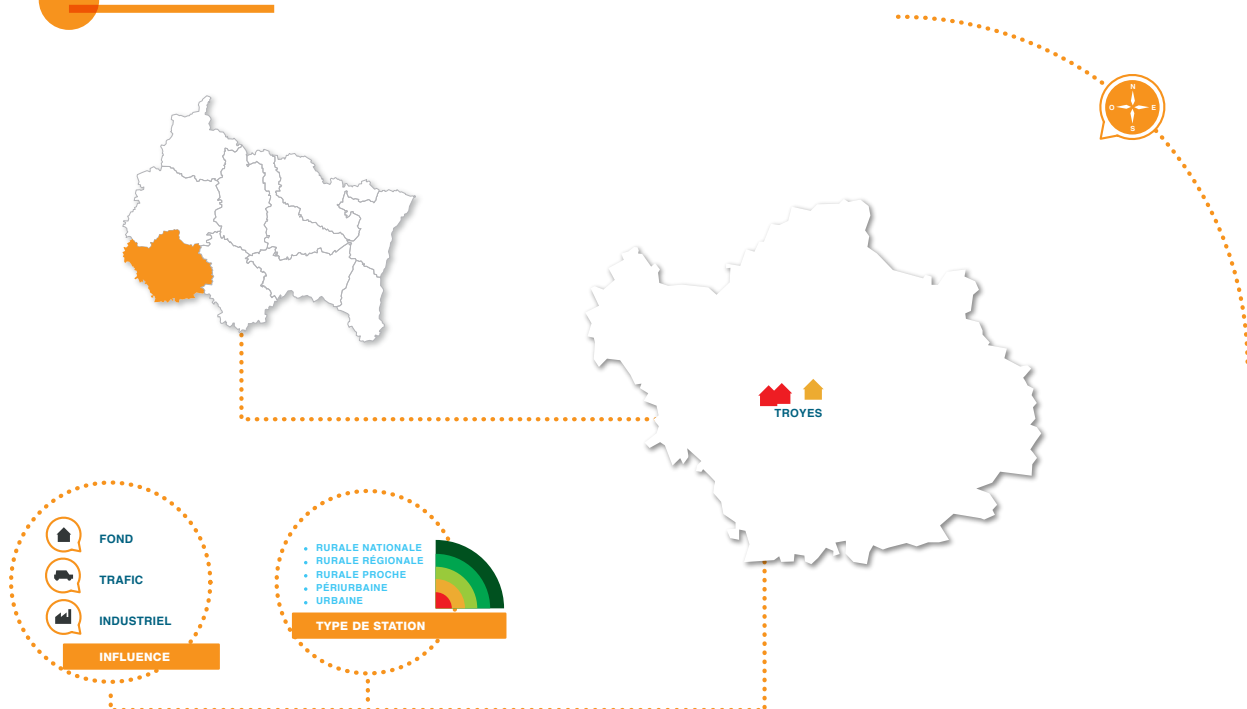 N
O E
S
TROYES
FOND
TRAFIC
INDUSTRIEL
INFLUENCE
• RURALE NATIONALE
• RURALE RÉGIONALE
• RURALE PROCHE
• PÉRIURBAINE
• URBAINE
TYPE DE STATION